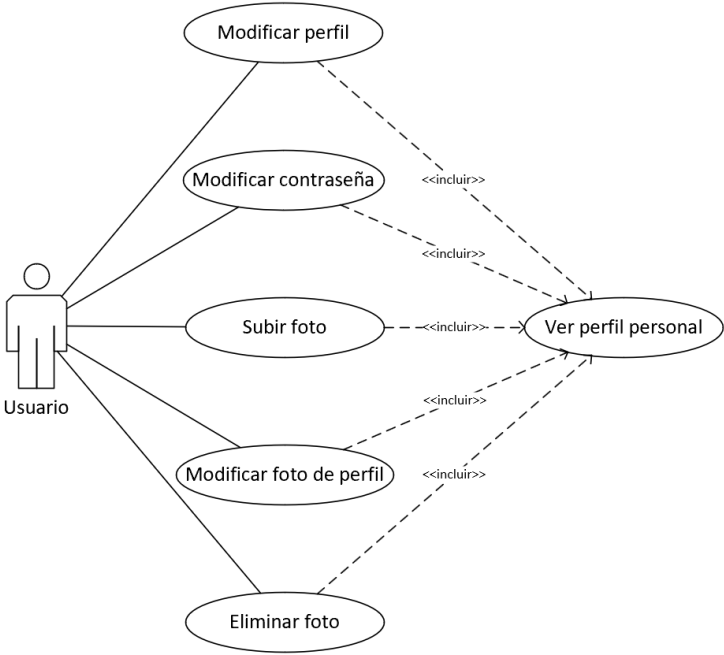 Modificar perfil
<<incluir>>
Modificar contraseña
<<incluir>>
Subir foto
<<incluir>>
Ver perfil personal
Usuario
<<incluir>>
Modificar foto de perfil
<<incluir>>
Eliminar foto